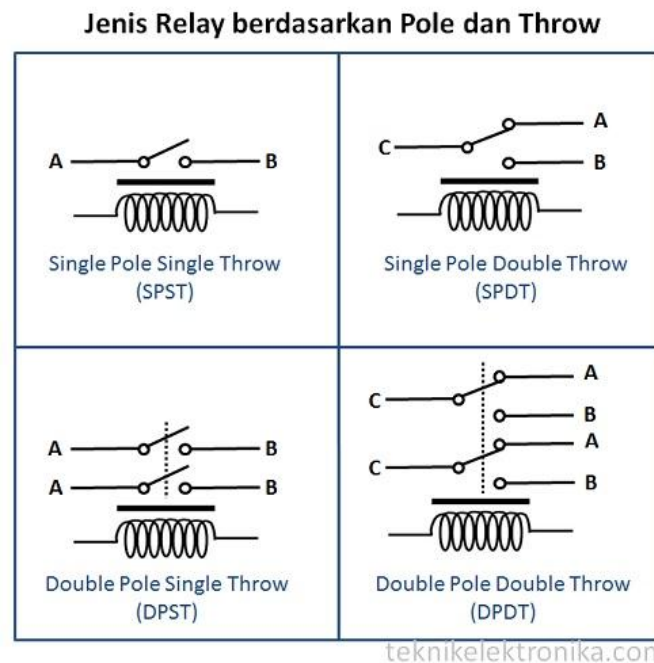 Jenis Relay berdasarkan Pole dan Throw
A B
Single Pole Single Throw
(SPST)
C A
B
Single Pole Double Throw
(SPDT)
A B
A B
Double Pole Single Throw
(DPST)
C A
B
C A
B
Double Pole Double Throw
(DPDT)
teknikelektronika.com